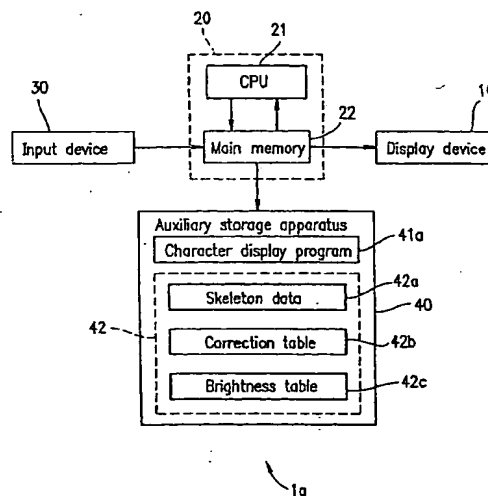 20
21
CPU
30
22
Input device
Main memory
Display device
Auxiliary storage apparatus
Character display program
41a
Skeleton data
42a
40
42
Correction table
42b
Brightness table
42c
1a